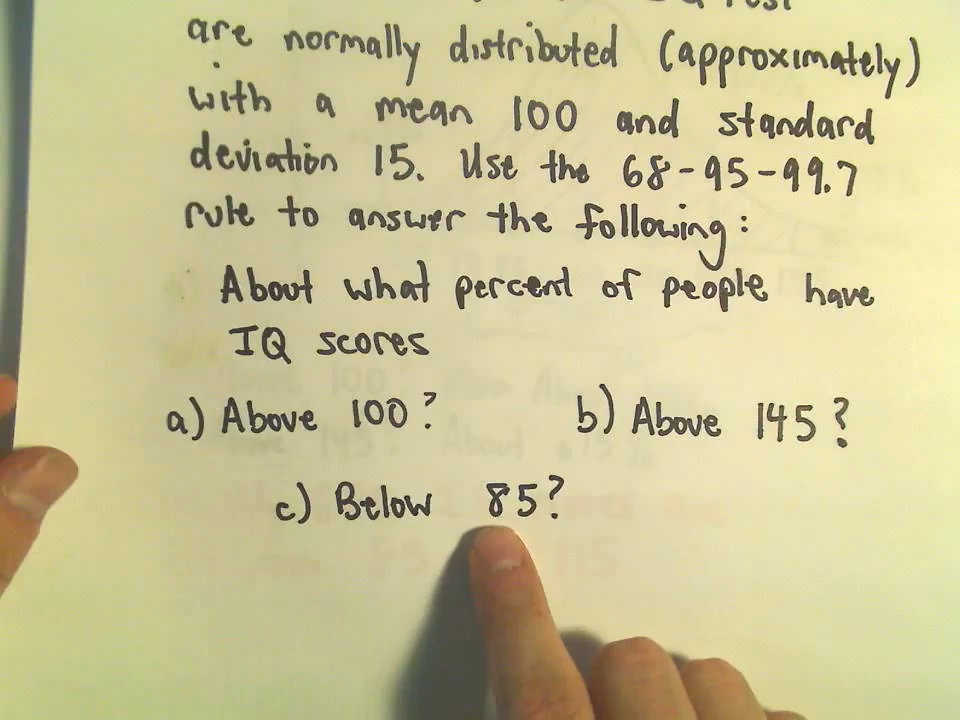 are normally distributed (approximately)
with a mean 100 and standard
deviation 15. Use the 68-95-99.7
rule to answer the following:
About what percent of people have
IQ scores
a) Above 100? b) Above 145?
c) Below 85?